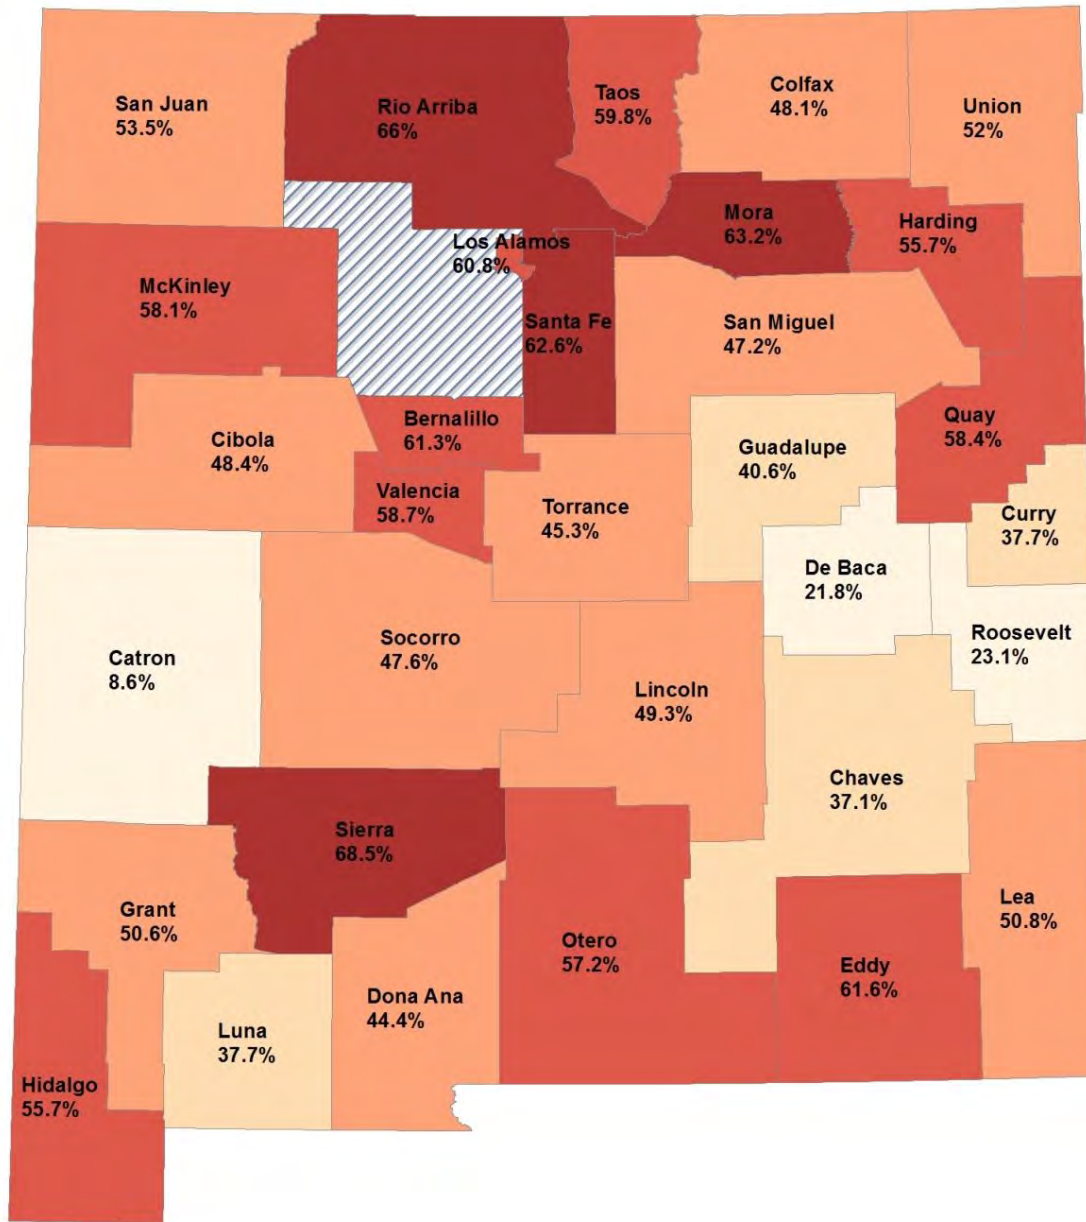 San Juan
53.5%
Rio Arriba
66%
Taos
59.8%
Colfax
48.1%
Union
52%
Mora
63.2%
Harding
55.7%
Los Alamos
60.8%
McKinley
58.1%
Santa Fe
62.6%
San Miguel
47.2%
Bernalillo
61.3%
Quay
58.4%
Cibola
48.4%
Guadalupe
40.6%
Valencia
58.7%
Torrance
45.3%
Curry
37.7%
De Baca
21.8%
Roosevelt
23.1%
Socorro
47.6%
Catron
8.6%
Lincoln
49.3%
Chaves
37.1%
Sierra
68.5%
Grant
50.6%
Lea
50.8%
Otero
57.2%
Eddy
61.6%
Dona Ana
44.4%
Luna
37.7%
Hidalgo
55.7%